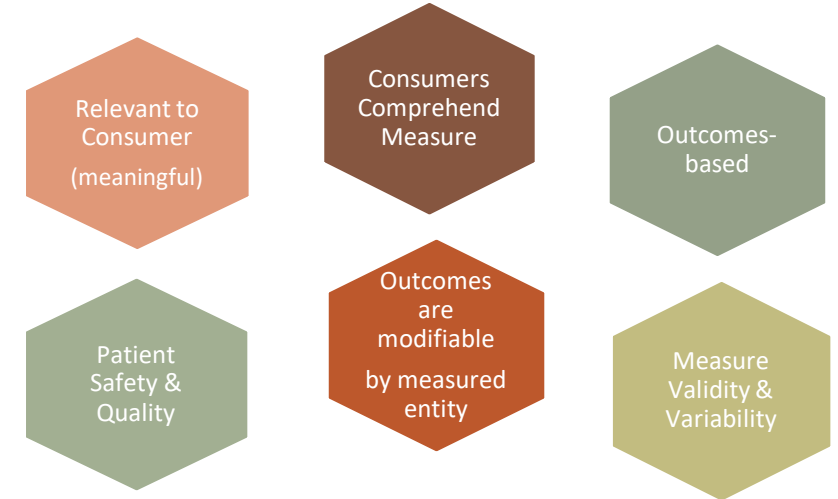 Relevant to
Consumer
(meaningful)
Consumers
Comprehend
Measure
Outcomes-
based
Patient
Safety &
Quality
Outcomes
are
modifiable
by measured
entity
Measure
Validity &
Variability